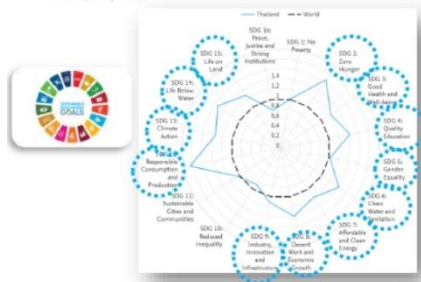 Thailand
World
SDG 16:
Peace,
Justice and
Strong
Institutions
SDG 1: No
Poverty
SDG 2:
Zero
Hunger
SDG 3:
Good
Health and
Well-being
SDG 4:
Quality
Education
SDG 5:
Gender
Equality
SDG 6:
Clean
Water and
Sanitation
SDG 7:
Affordable
and Clean
Energy
SDG 8:
Decent
Work and
Economic
Growth
SDG 9:
Industry,
Innovation
and
Infrastructure
SDG 10:
Reduced
Inequality
SDG 11:
Sustainable
Cities and
Communities
Responsible
Consumption
and
Production
SDG 13:
Climate
Action
SDG 14:
Life Below
Water
SDG 15:
Life on
Land
1,4
1,2
1
0,8
0,6
0,4
0,2
0
GOALS